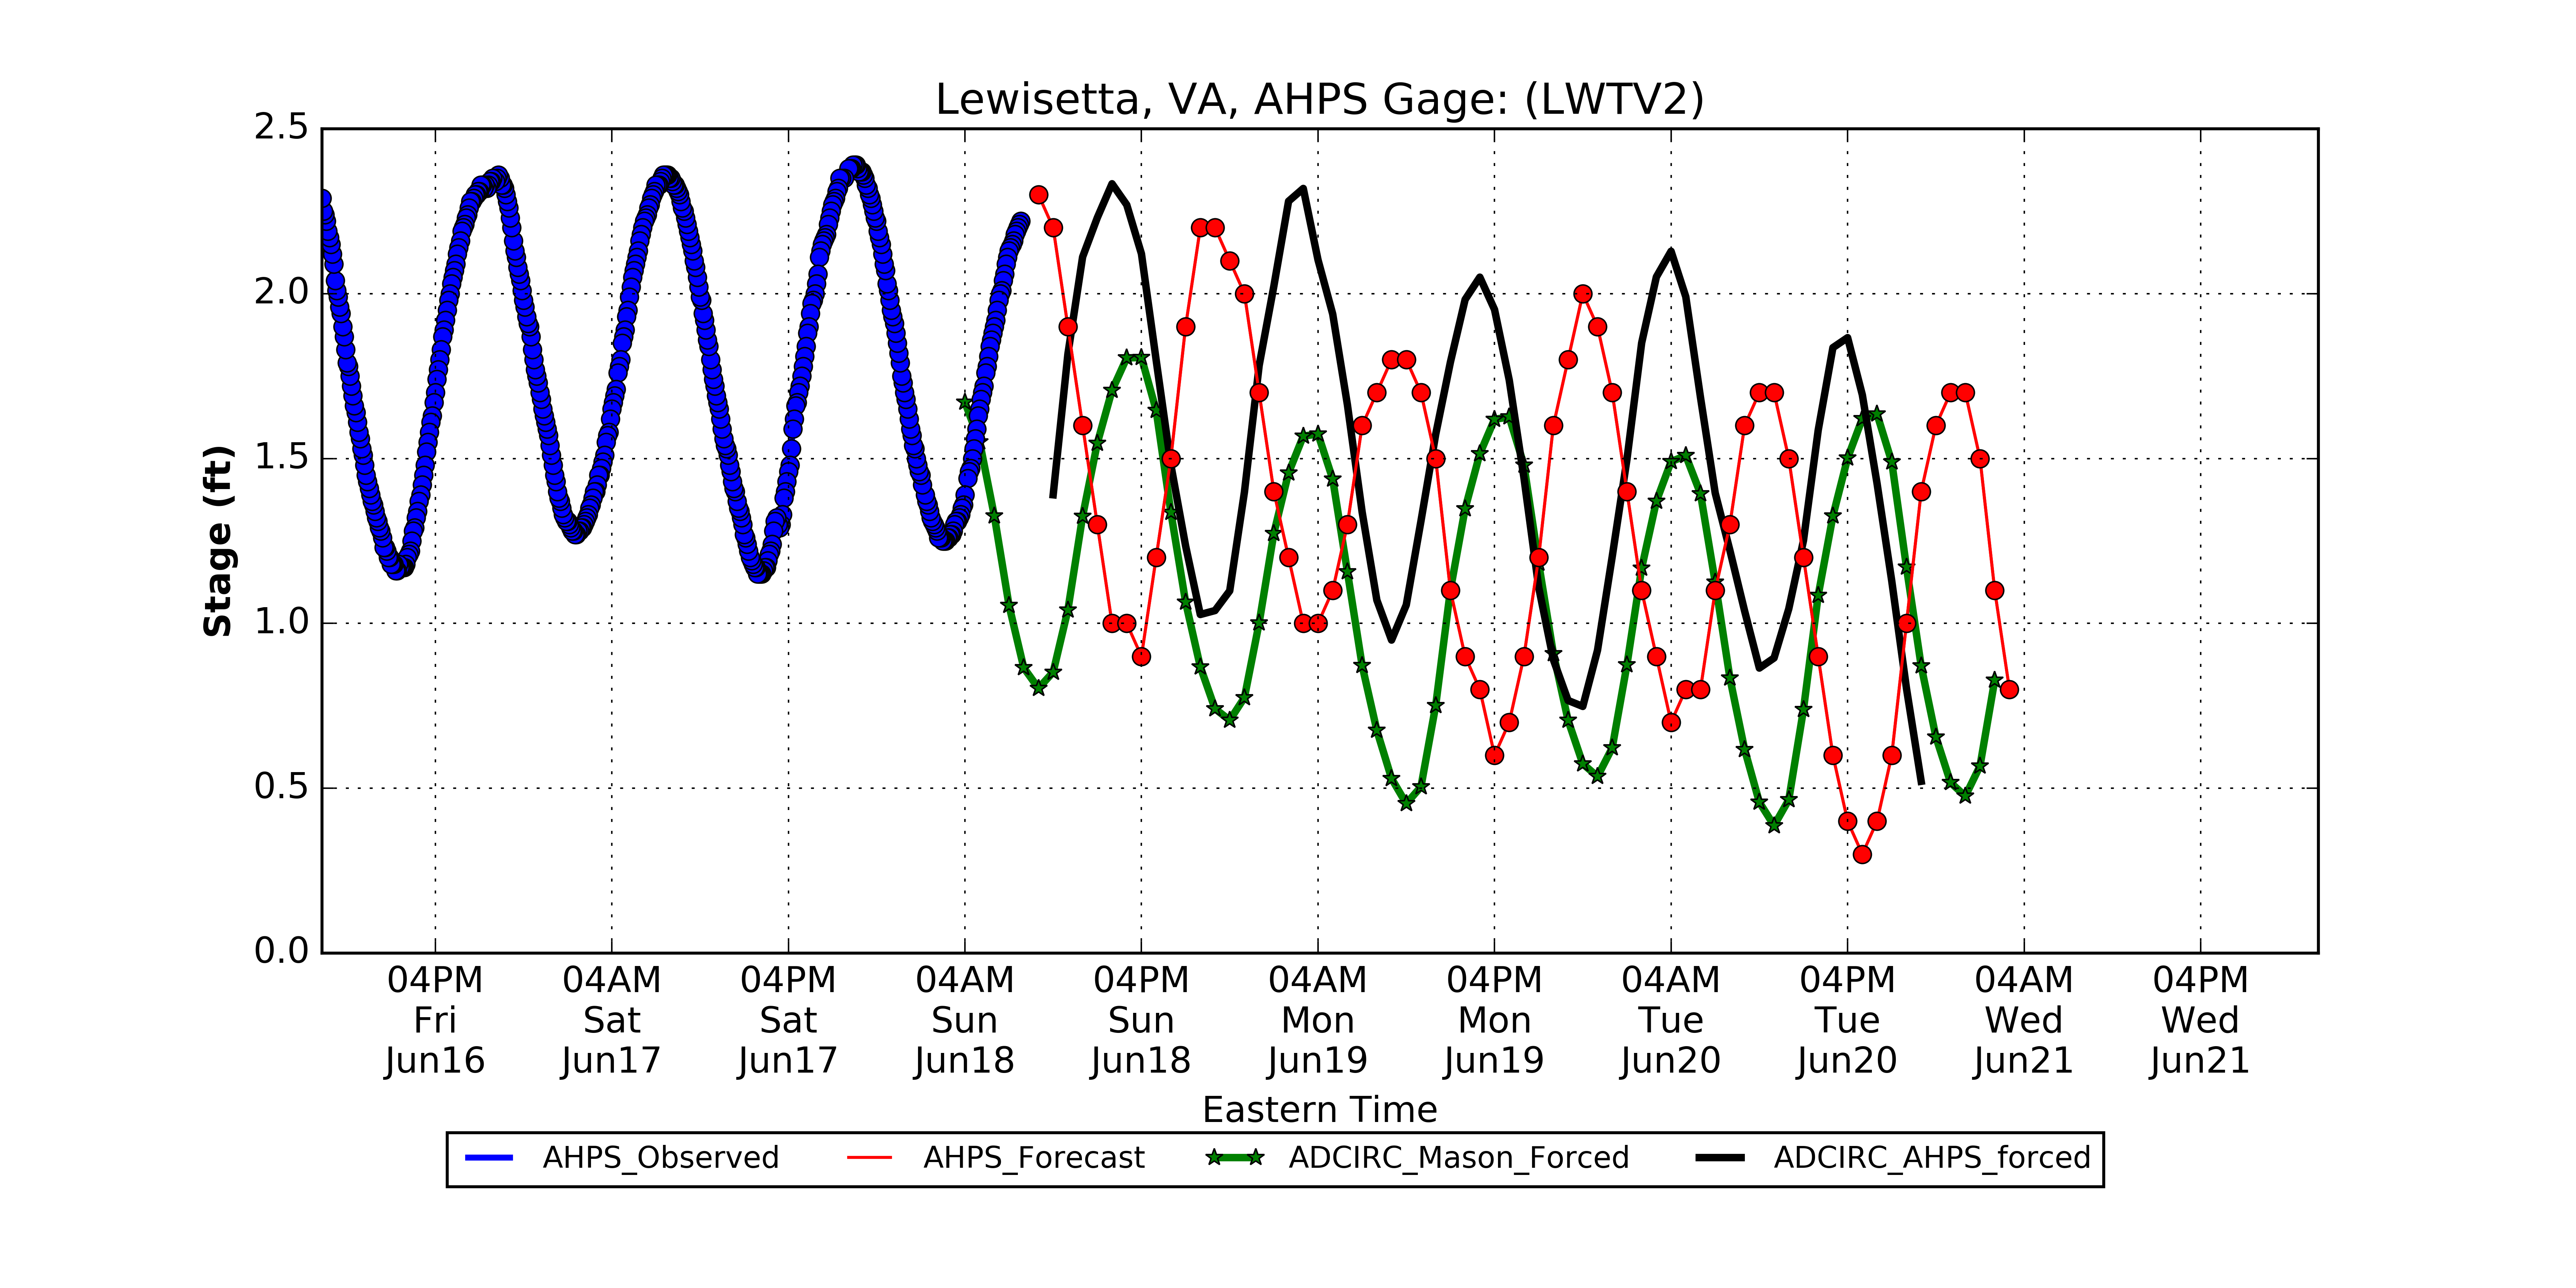 Lewisetta, VA, AHPS Gage: (LWTV2)
Stage (ft)
2.5
2.0
1.5
1.0
0.5
0.0
04PM 04AM 04PM 04AM 04PM 04AM 04PM 04AM 04PM 04AM 04PM
Fri Sat Sat Sun Sun Mon Mon Tue Tue Wed Wed
Jun16 Jun17 Jun17 Jun18 Jun18 Jun19 Jun19 Jun20 Jun20 Jun21 Jun21
Eastern Time
AHPS_Observed AHPS_Forecast ADCIRC_Mason_Forced ADCIRC_AHPS_forced